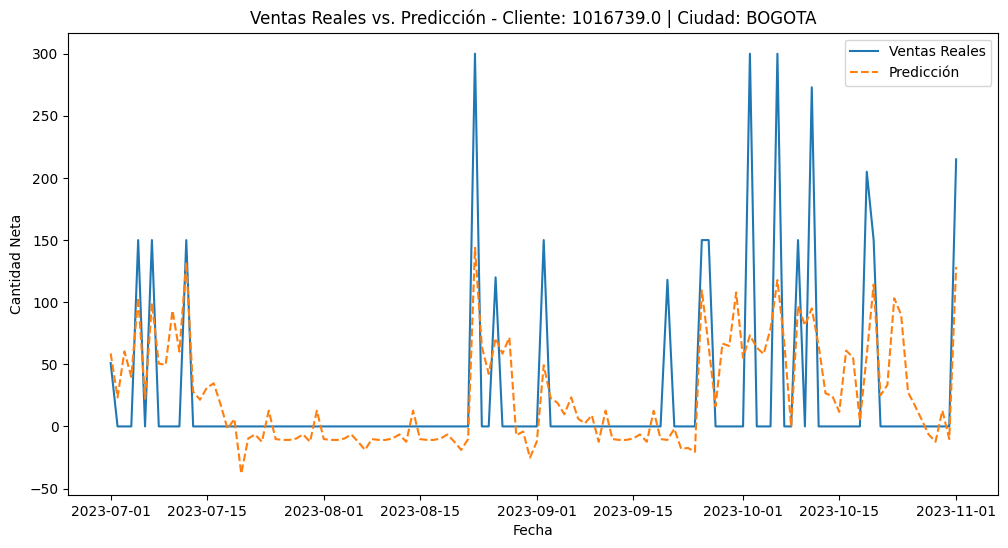 Ventas Reales vs. Predicción - Cliente: 1016739.0 | Ciudad: BOGOTA
Ventas Reales
Predicción
Cantidad Neta
300
250
200
150
100
50
0
−50
2023-07-01 2023-07-15 2023-08-01 2023-08-15 2023-09-01 2023-09-15 2023-10-01 2023-10-15 2023-11-01
Fecha